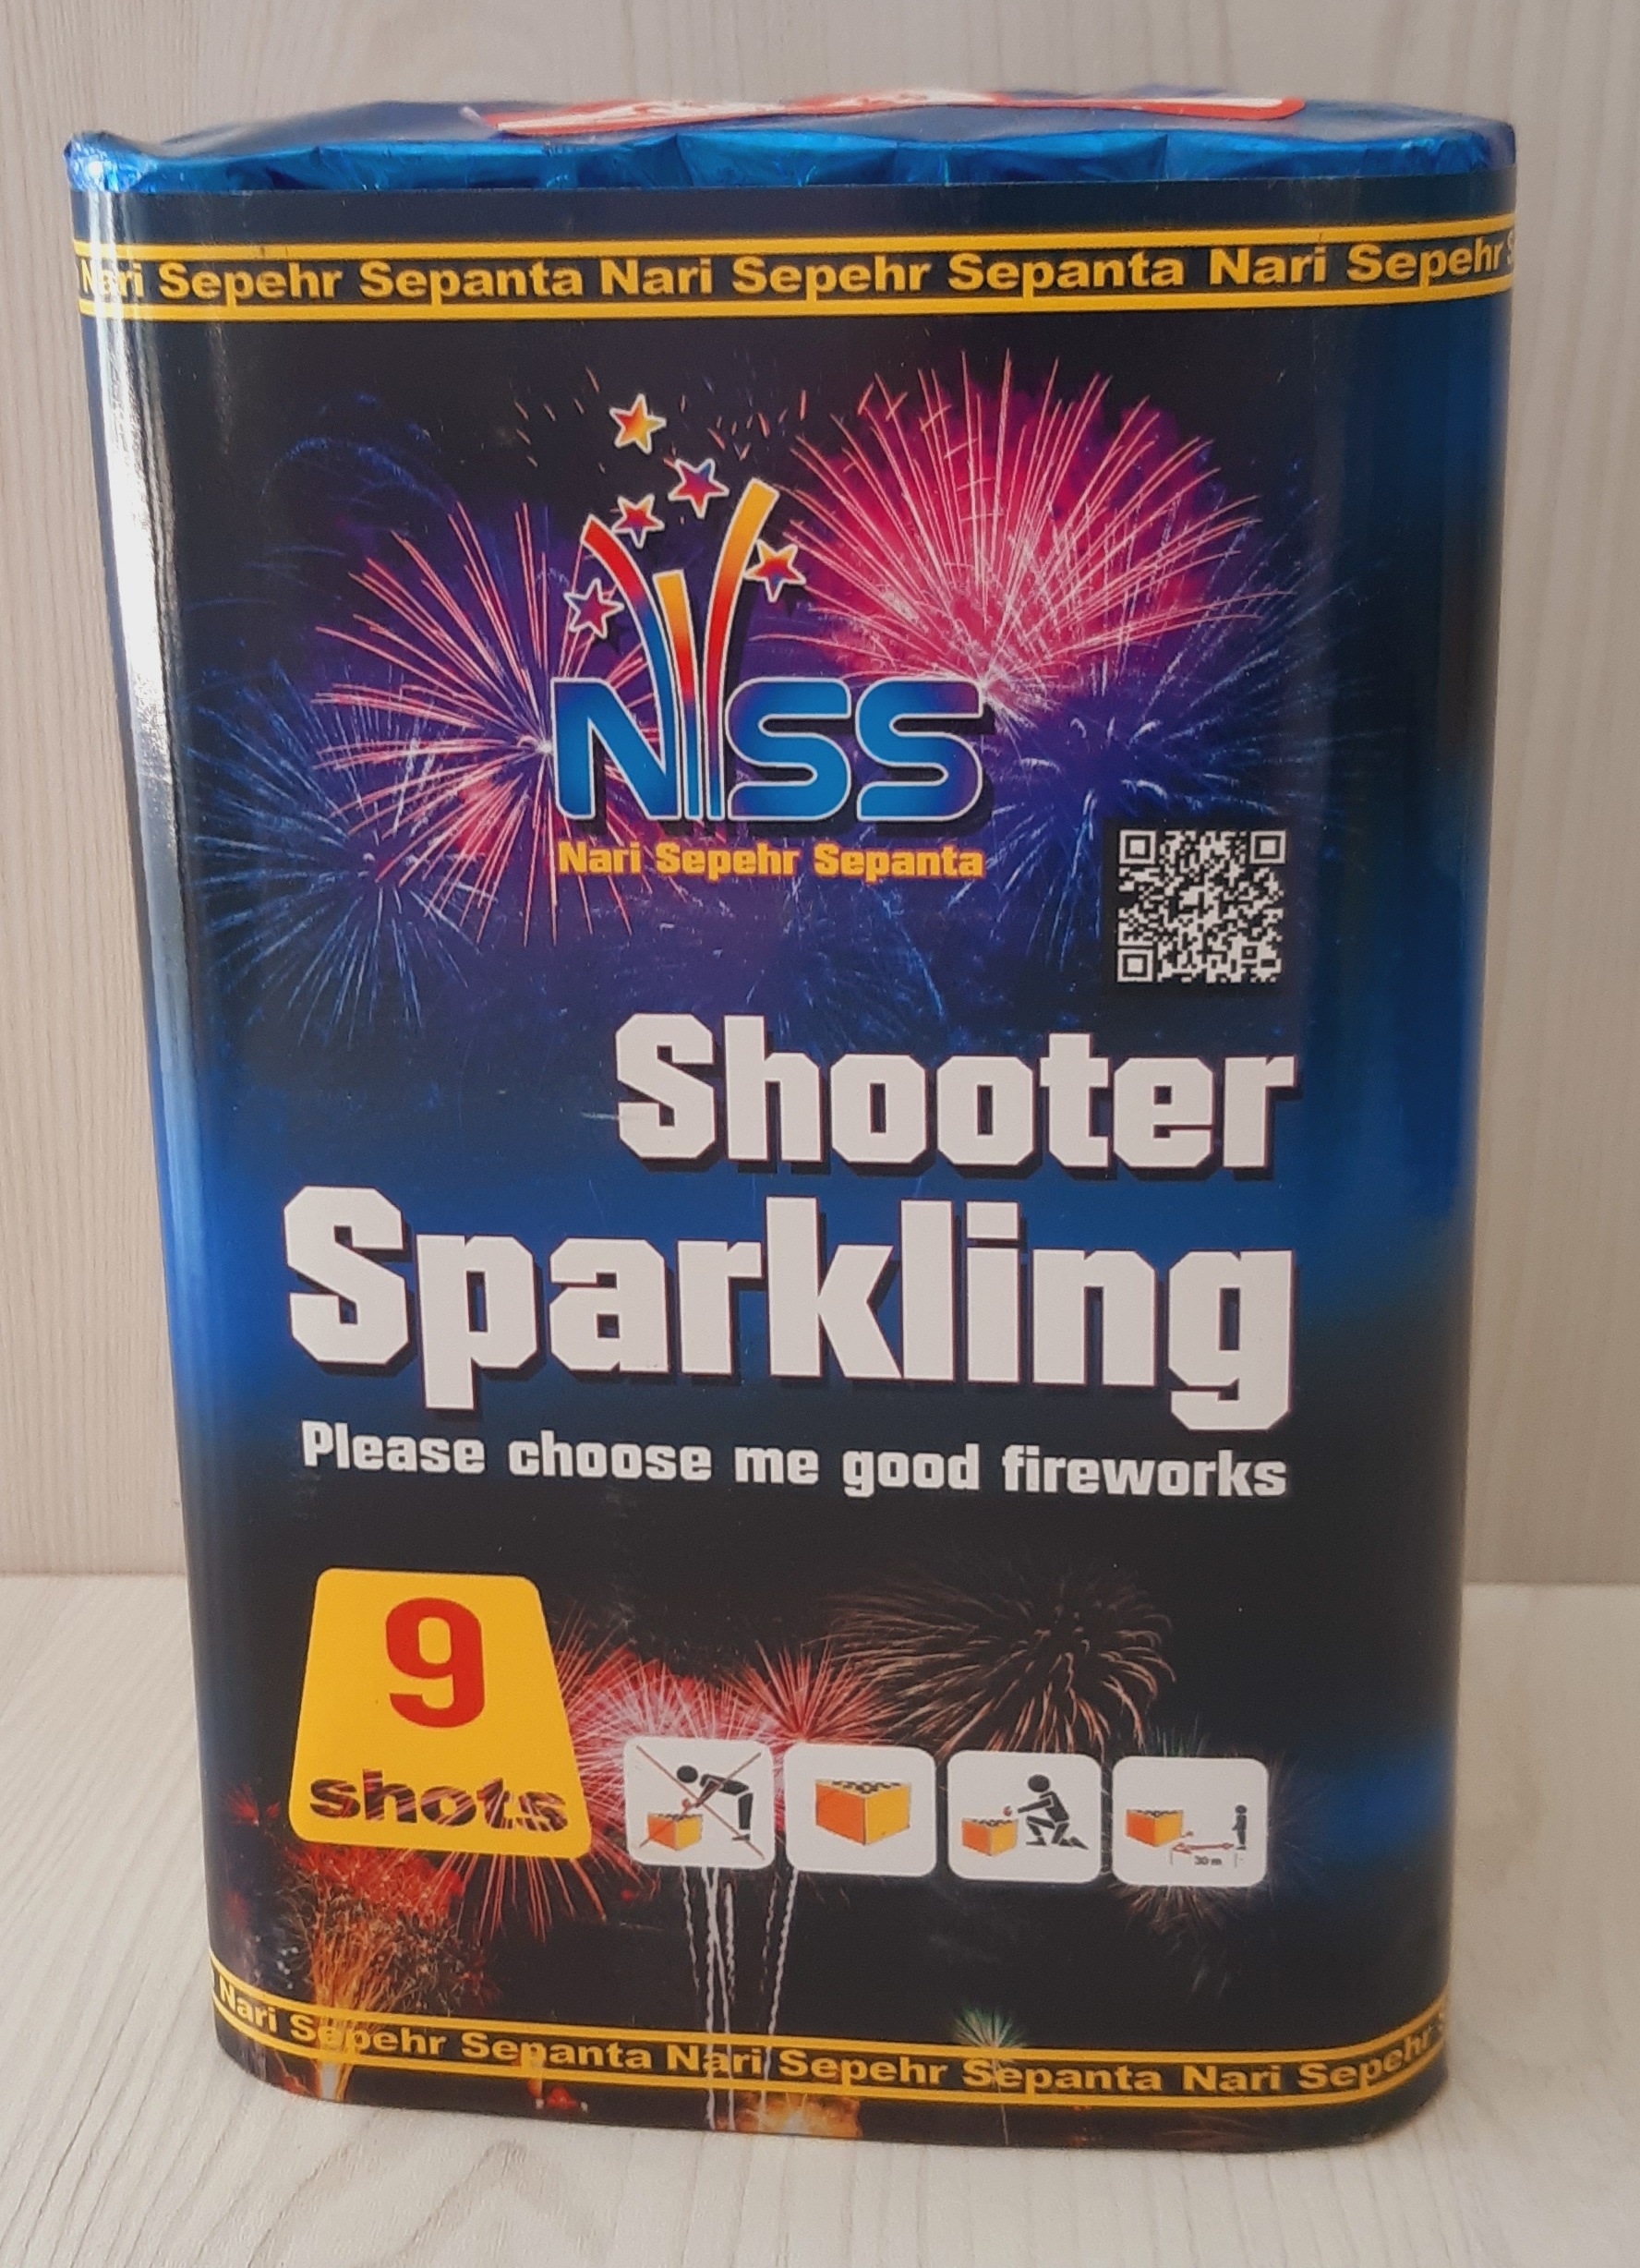 Nari Sepehr Sepanta Nari Sepehr Sepanta Nari Sepehr
NSS
Nari Sepehr Sepanta
Shooter
Sparkling
Please choose me good fireworks
9
shots
30 m
Nari Sepehr Sepanta Nari Sepehr Sepanta Nari Sepehr